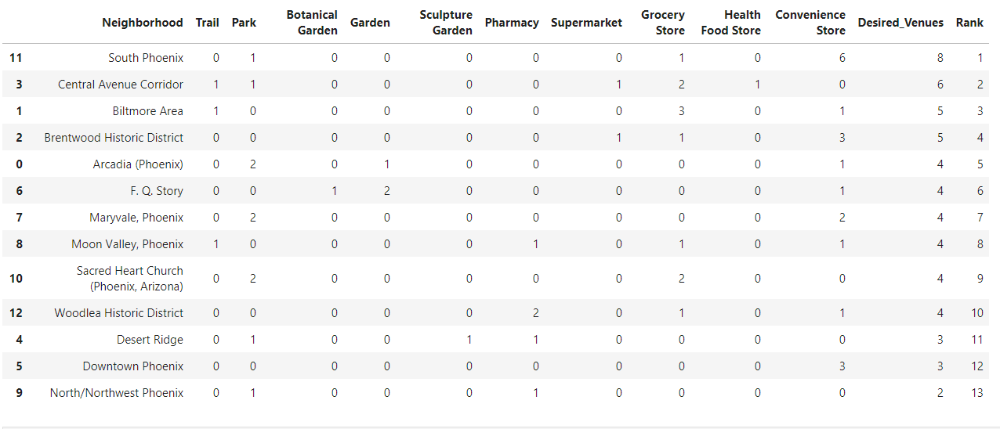 Neighborhood Trail Park Botanical Garden Garden Sculpture Garden Pharmacy Supermarket Grocery Store Health Food Store Convenience Store Desired_Venues Rank
11 South Phoenix 0 1 0 0 0 0 0 1 0 6 8 1
3 Central Avenue Corridor 1 1 0 0 0 0 1 2 1 0 6 2
1 Biltmore Area 1 0 0 0 0 0 0 3 0 1 5 3
2 Brentwood Historic District 0 0 0 0 0 0 1 1 0 3 5 4
0 Arcadia (Phoenix) 0 2 0 1 0 0 0 0 0 1 4 5
6 F. Q. Story 0 0 1 2 0 0 0 0 0 1 4 6
7 Maryvale, Phoenix 0 2 0 0 0 0 0 0 0 2 4 7
8 Moon Valley, Phoenix 1 0 0 0 0 1 0 1 0 1 4 8
10 Sacred Heart Church (Phoenix, Arizona) 0 2 0 0 0 0 0 2 0 0 4 9
12 Woodlea Historic District 0 0 0 0 0 2 0 1 0 1 4 10
4 Desert Ridge 0 1 0 0 1 1 0 0 0 0 3 11
5 Downtown Phoenix 0 0 0 0 0 0 0 0 0 3 3 12
9 North/Northwest Phoenix 0 1 0 0 0 1 0 0 0 0 2 13